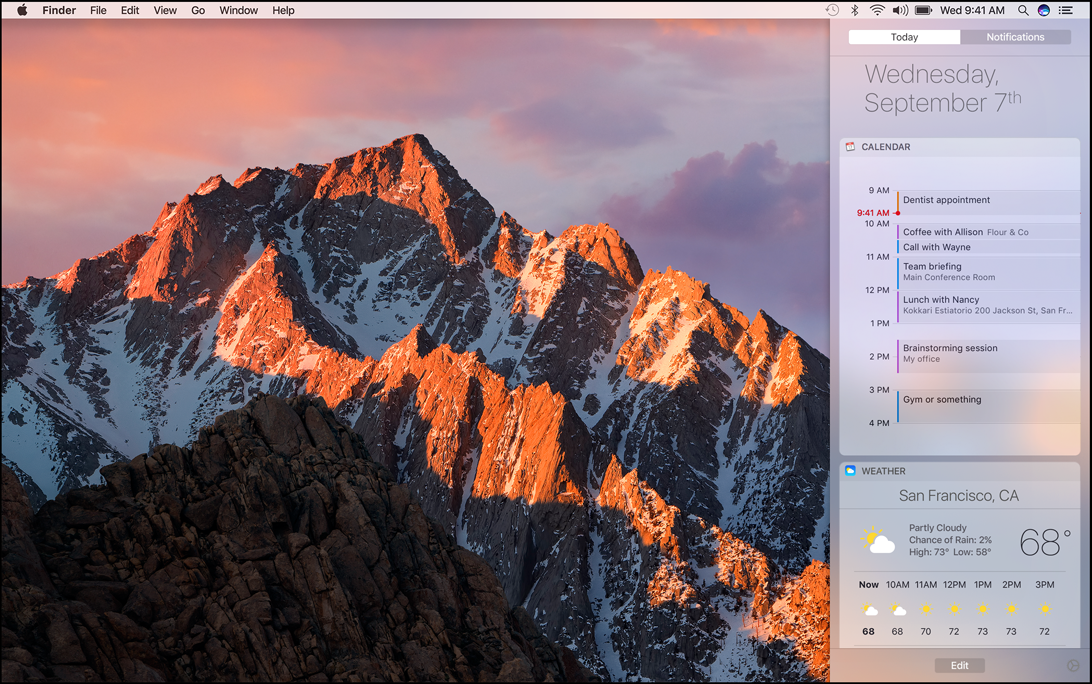 Finder File Edit View Go Window Help Wed 9:41 AM
Today Notifications
Wednesday,
September 7th
CALENDAR
9 AM
Dentist appointment
9:41 AM
10 AM
Coffee with Allison Flour & Co
Call with Wayne
11 AM
Team briefing
Main Conference Room
12 PM
Lunch with Nancy
Kokkari Estiatorio 200 Jackson St, San Fr...
1 PM
Brainstorming session
2 PM
My office
3 PM
Gym or something
4 PM
WEATHER
San Francisco, CA
Partly Cloudy
Chance of Rain: 2%
High: 73° Low: 58°
68°
Now 10AM 11AM 12PM 1PM 2PM 3PM
68 68 70 72 73 73 72
Edit